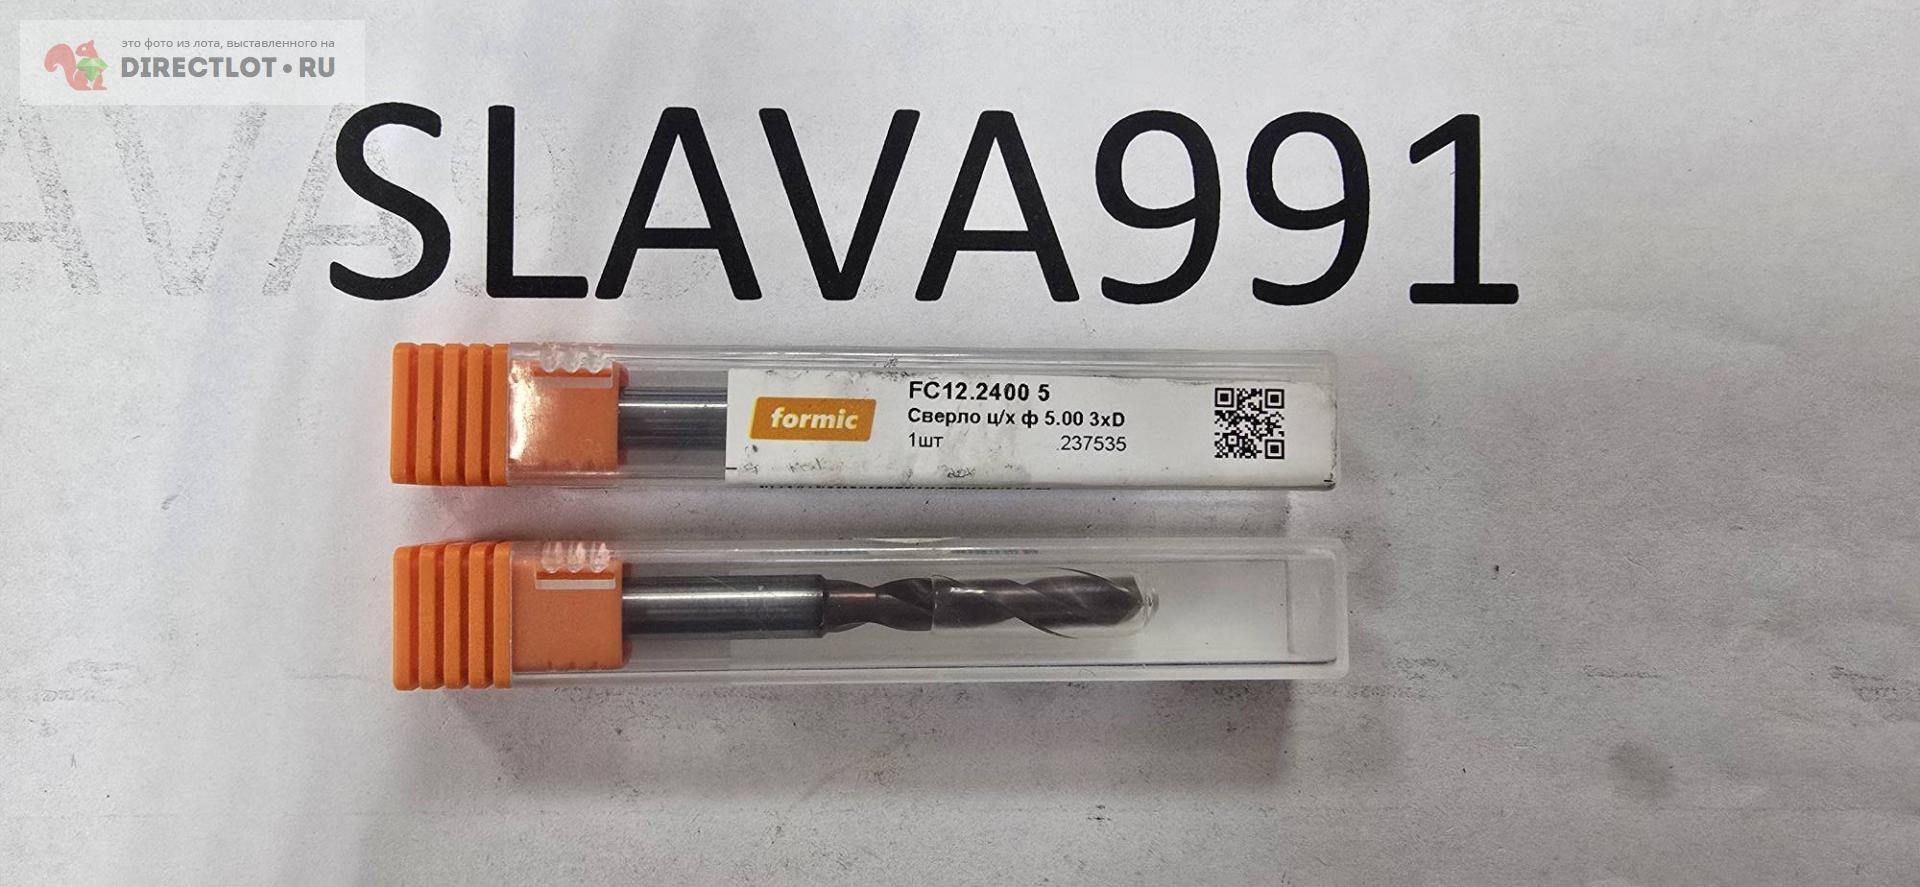 это фото из лота, выставленного на
DIRECTLOT•RU
SLAVA991
formic
FC12.2400 5
Сверло ц/х ф 5.00 3xD
1шт 237535